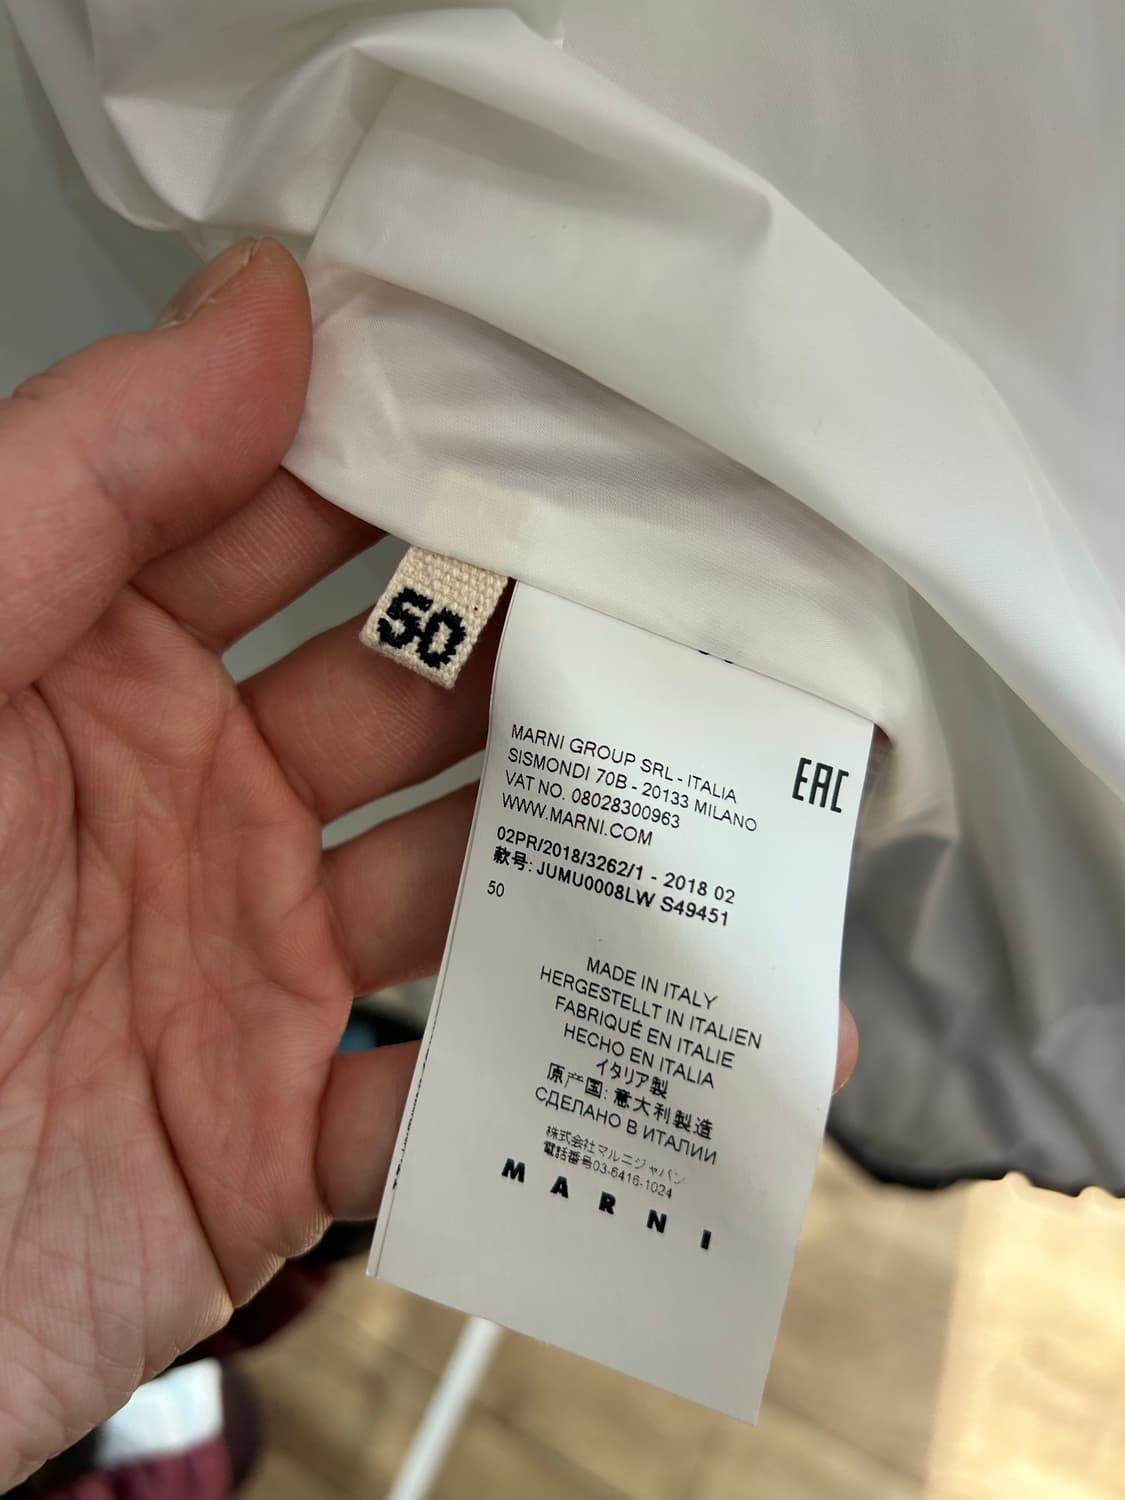 50
MARNI GROUP SRL - ITALIA
SISMONDI 70B - 20133 MILANO
VAT NO. 08028300963
WWW.MARNI.COM
EAC
02PR/2018/3262/1 - 2018 02
款号: JUMU0008LW S49451
50
MADE IN ITALY
HERGESTELLT IN ITALIEN
FABRIQUÉ EN ITALIE
HECHO EN ITALIA
イタリア製
原产国: 意大利製造
СДЕЛАНО В ИТАЛИИ
株式会社マルニジャパン
電話番号03-6416-1024
MARNI